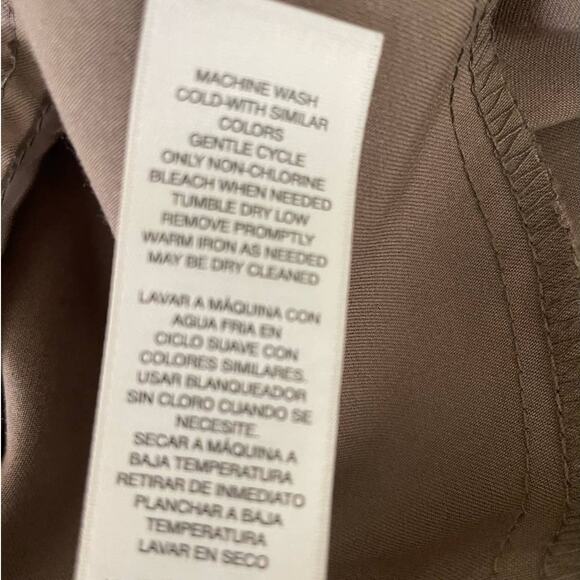 MACHINE WASH
COLD-WITH SIMILAR
COLORS
GENTLE CYCLE
ONLY NON-CHLORINE
BLEACH WHEN NEEDED
TUMBLE DRY LOW
REMOVE PROMPTLY
WARM IRON AS NEEDED
MAY BE DRY CLEANED
LAVAR A MÁQUINA CON
AGUA FRIA EN
CICLO SUAVE CON
COLORES SIMILARES.
USAR BLANQUEADOR
SIN CLORO CUANDO SE
NECESITE.
SECAR A MÁQUINA A
BAJA TEMPERATURA
RETIRAR DE INMEDIATO
PLANCHAR A BAJA
TEMPERATURA
LAVAR EN SECO